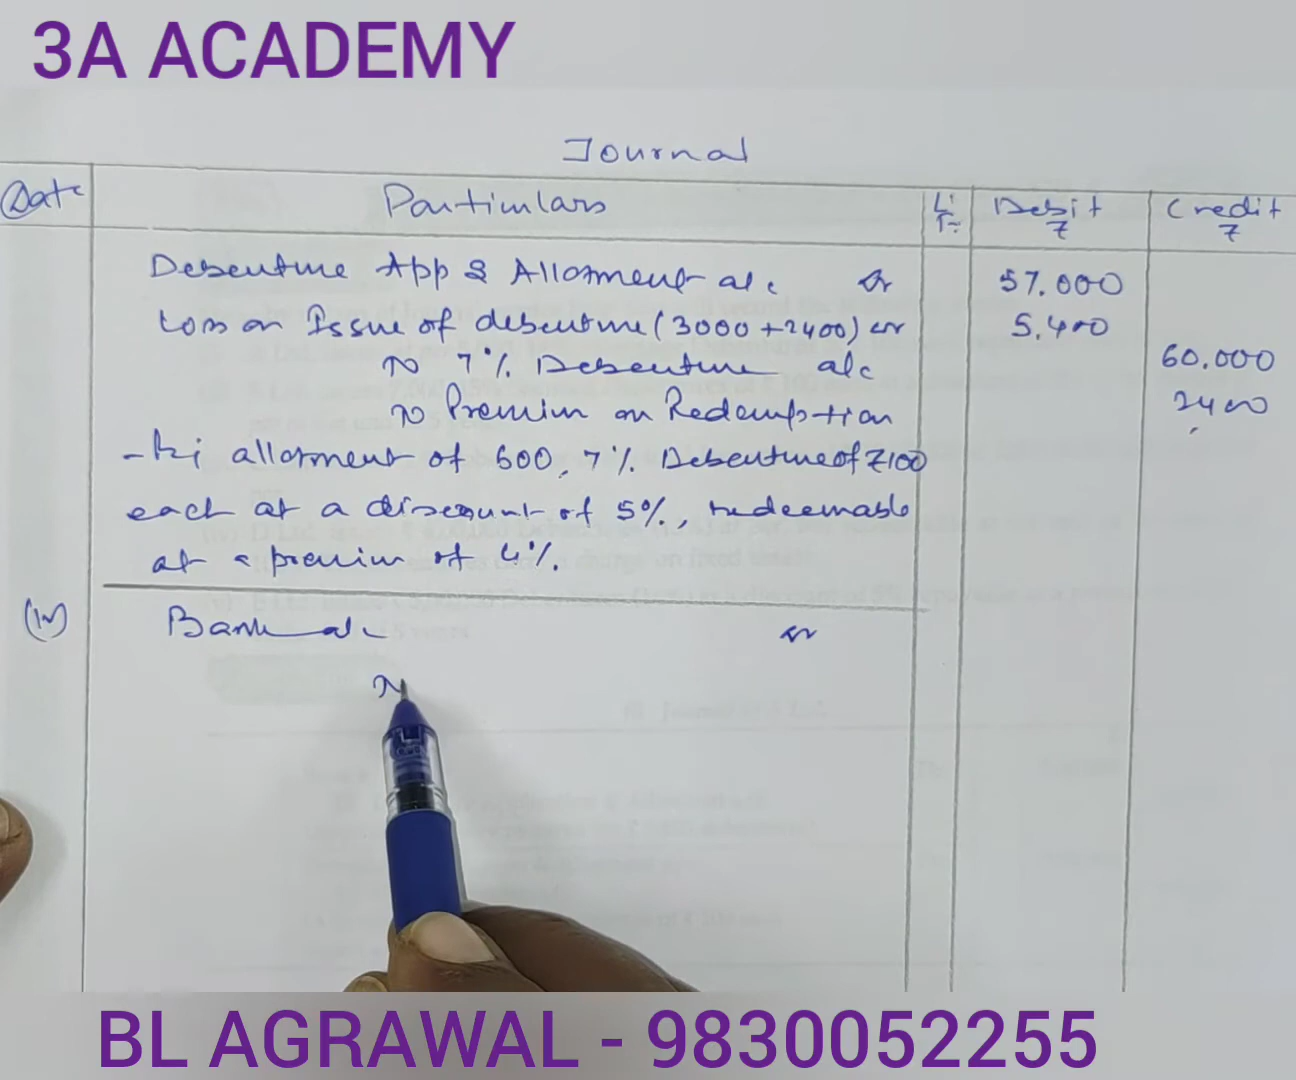 3A ACADEMY
Journal
Date Particulars L.F. Debit ₹ Credit ₹
Debenture App & Allotment a/c Dr 57.000
Loss on Issue of debenture (3000 + 2400) Dr 5.400
To 7% Debenture a/c 60.000
To Premium on Redemption 2400
allotment of 600, 7% Debenture of ₹100
each at a discount of 5%, redeemable
at a premium of 4%.
(iv) Bank a/c Dr
To
BL AGRAWAL - 9830052255